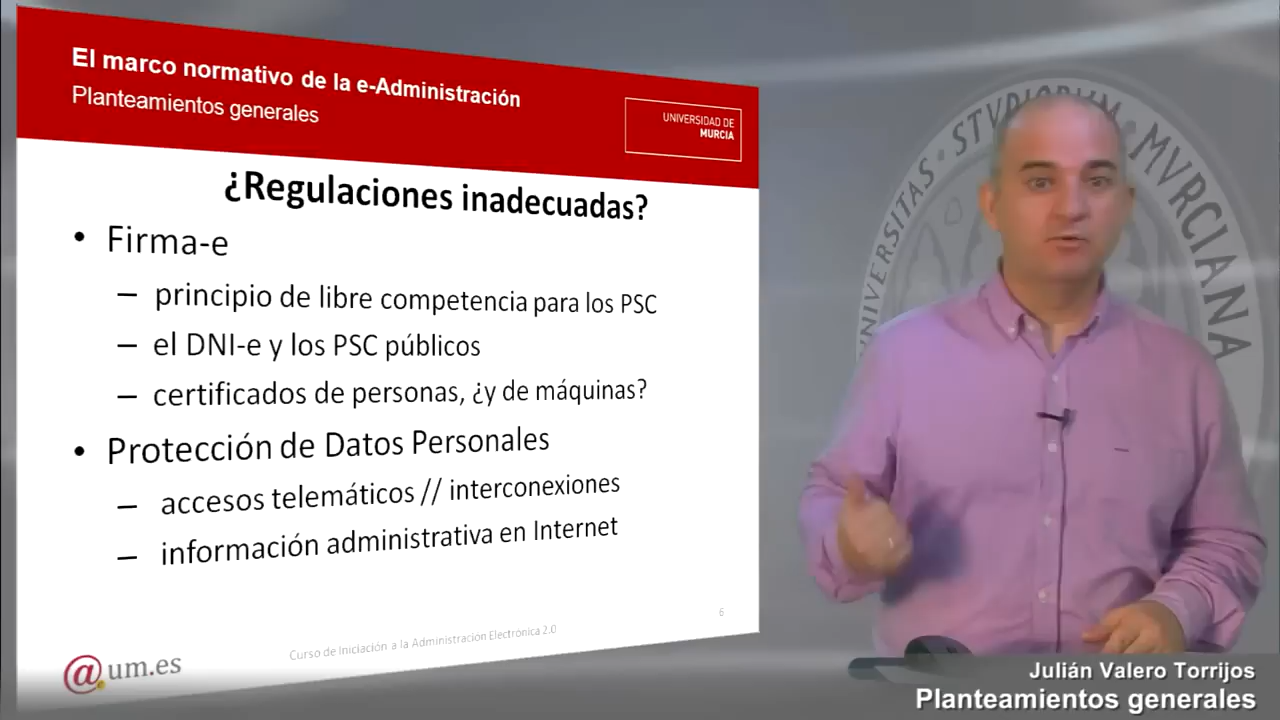 El marco normativo de la e-Administración
Planteamientos generales
UNIVERSIDAD DE
MURCIA
¿Regulaciones inadecuadas?
• Firma-e
– principio de libre competencia para los PSC
– el DNI-e y los PSC públicos
– certificados de personas, ¿y de máquinas?
• Protección de Datos Personales
– accesos telemáticos // interconexiones
– información administrativa en Internet
6
Curso de Iniciación a la Administración Electrónica 2.0
@um.es
UNIVERSITAS · STVDIORUM · MVRCIANA
Julián Valero Torrijos
Planteamientos generales